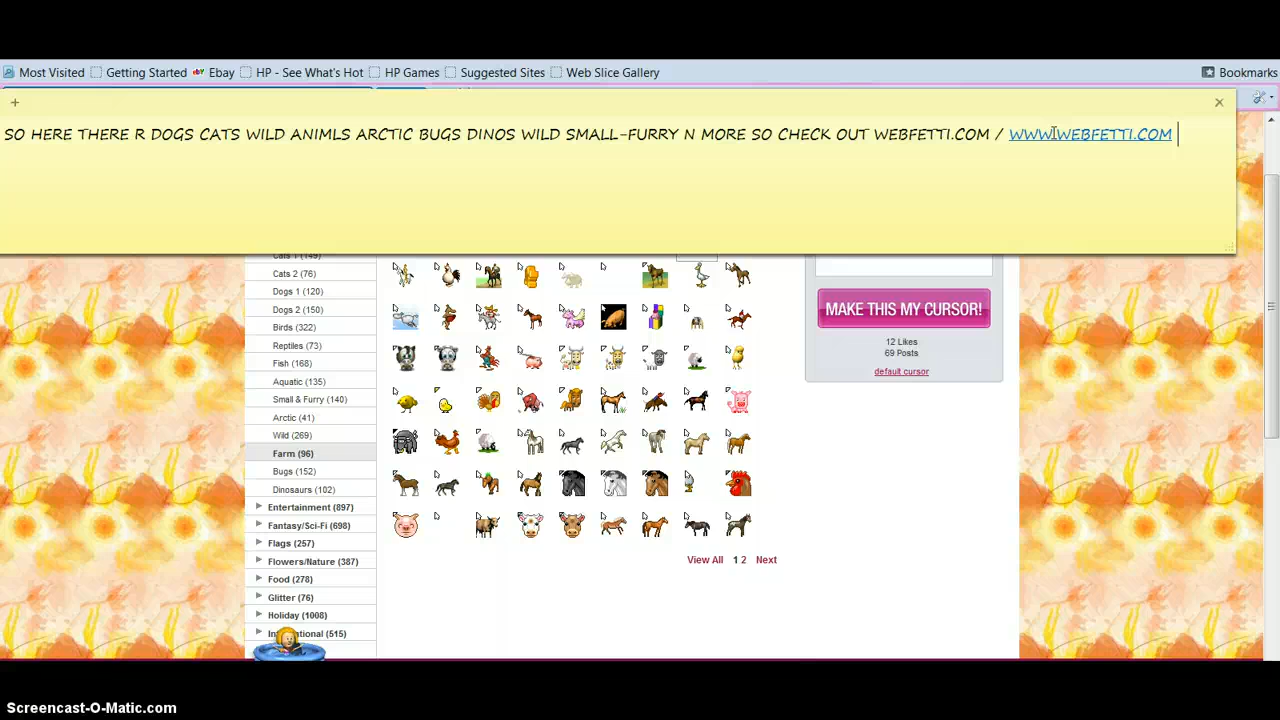 Most Visited Getting Started Ebay HP - See What's Hot HP Games Suggested Sites Web Slice Gallery Bookmarks
SO HERE THERE R DOGS CATS WILD ANIMLS ARCTIC BUGS DINOS WILD SMALL-FURRY N MORE SO CHECK OUT WEBFETTI.COM / WWW.WEBFETTI.COM
Cats 1 (149)
Cats 2 (76)
Dogs 1 (120)
Dogs 2 (150)
Birds (322)
Reptiles (73)
Fish (168)
Aquatic (135)
Small & Furry (140)
Arctic (41)
Wild (269)
Farm (96)
Bugs (152)
Dinosaurs (102)
Entertainment (897)
Fantasy/Sci-Fi (698)
Flags (257)
Flowers/Nature (387)
Food (278)
Glitter (76)
Holiday (1008)
(515)
MAKE THIS MY CURSOR!
12 Likes
69 Posts
default cursor
View All 1 2 Next
Screencast-O-Matic.com